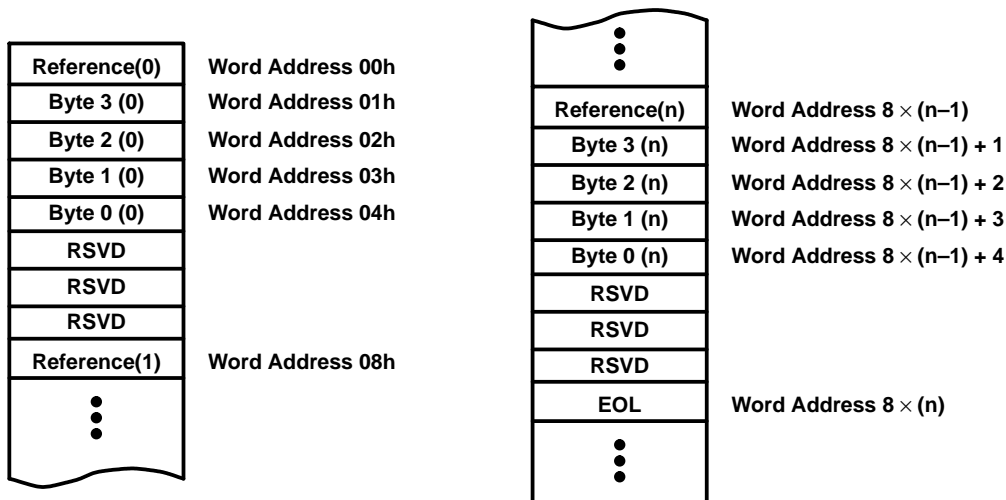 Reference(0) Word Address 00h
Byte 3 (0) Word Address 01h
Byte 2 (0) Word Address 02h
Byte 1 (0) Word Address 03h
Byte 0 (0) Word Address 04h
RSVD
RSVD
RSVD
Reference(1) Word Address 08h
Reference(n) Word Address 8 × (n–1)
Byte 3 (n) Word Address 8 × (n–1) + 1
Byte 2 (n) Word Address 8 × (n–1) + 2
Byte 1 (n) Word Address 8 × (n–1) + 3
Byte 0 (n) Word Address 8 × (n–1) + 4
RSVD
RSVD
RSVD
EOL Word Address 8 × (n)